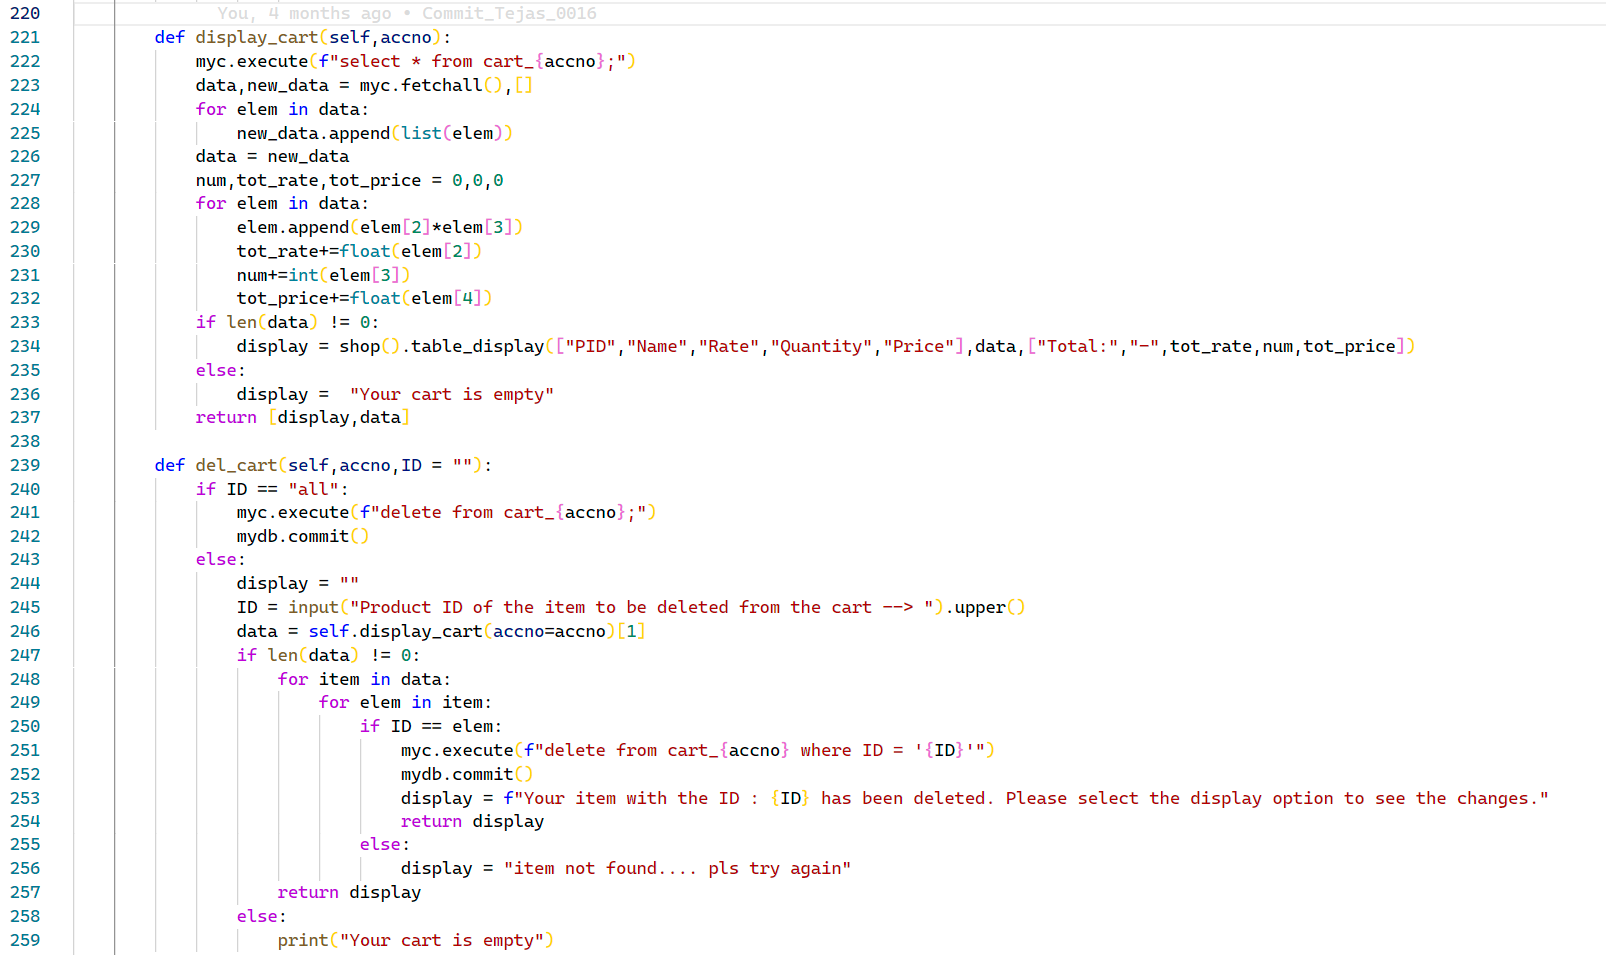 220 You, 4 months ago • Commit_Tejas_0016
221 def display_cart(self,accno):
222 myc.execute(f"select * from cart_{accno};")
223 data,new_data = myc.fetchall(),[]
224 for elem in data:
225 new_data.append(list(elem))
226 data = new_data
227 num,tot_rate,tot_price = 0,0,0
228 for elem in data:
229 elem.append(elem[2]*elem[3])
230 tot_rate+=float(elem[2])
231 num+=int(elem[3])
232 tot_price+=float(elem[4])
233 if len(data) != 0:
234 display = shop().table_display(["PID","Name","Rate","Quantity","Price"],data,["Total:","-",tot_rate,num,tot_price])
235 else:
236 display =  "Your cart is empty"
237 return [display,data]
238
239 def del_cart(self,accno,ID = ""):
240 if ID == "all":
241 myc.execute(f"delete from cart_{accno};")
242 mydb.commit()
243 else:
244 display = ""
245 ID = input("Product ID of the item to be deleted from the cart --> ").upper()
246 data = self.display_cart(accno=accno)[1]
247 if len(data) != 0:
248 for item in data:
249 for elem in item:
250 if ID == elem:
251 myc.execute(f"delete from cart_{accno} where ID = '{ID}'")
252 mydb.commit()
253 display = f"Your item with the ID : {ID} has been deleted. Please select the display option to see the changes."
254 return display
255 else:
256 display = "item not found.... pls try again"
257 return display
258 else:
259 print("Your cart is empty")